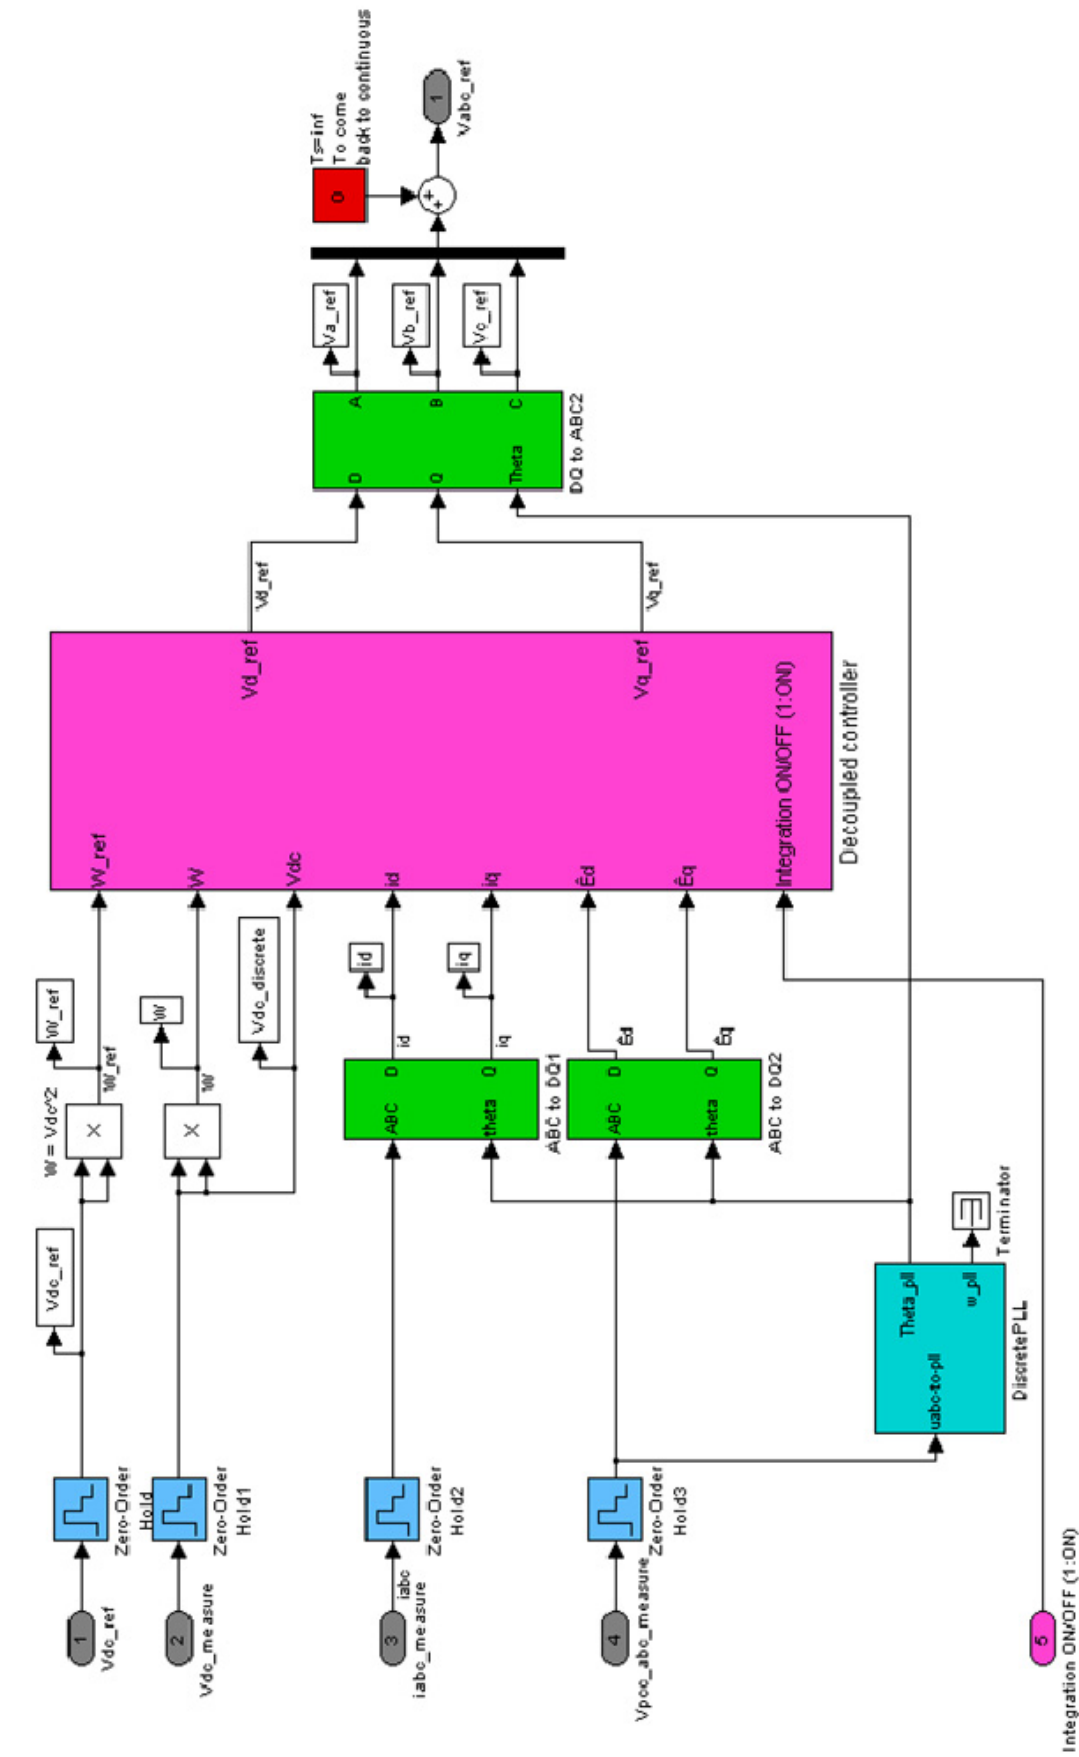 1
Vdc_ref
Zero-Order
Hold
Vdc_ref
W = Vdc^2
×
W_ref
W_ref
W_ref
2
Vdc_measure
Zero-Order
Hold1
×
W
W
W
Vdc_discrete
Vdc
3
iabc
iabc_measure
Zero-Order
Hold2
ABC
theta
D
Q
ABC to DQ1
id
id
id
iq
iq
iq
4
Vpcc_abc_measure
Zero-Order
Hold3
ABC
theta
D
Q
ABC to DQ2
Êd
Êd
Êq
Êq
uabc-to-pll
Theta_pll
w_pll
Discrete PLL
Terminator
5
Integration ON/OFF (1:ON)
Integration ON/OFF (1:ON)
Decoupled controller
Vd_ref
Vd_ref
Vq_ref
Vq_ref
D
Q
Theta
A
B
C
DQ to ABC2
Va_ref
Vb_ref
Vc_ref
0
Ts=inf
To come
back to continuous
+
+
1
Vabc_ref